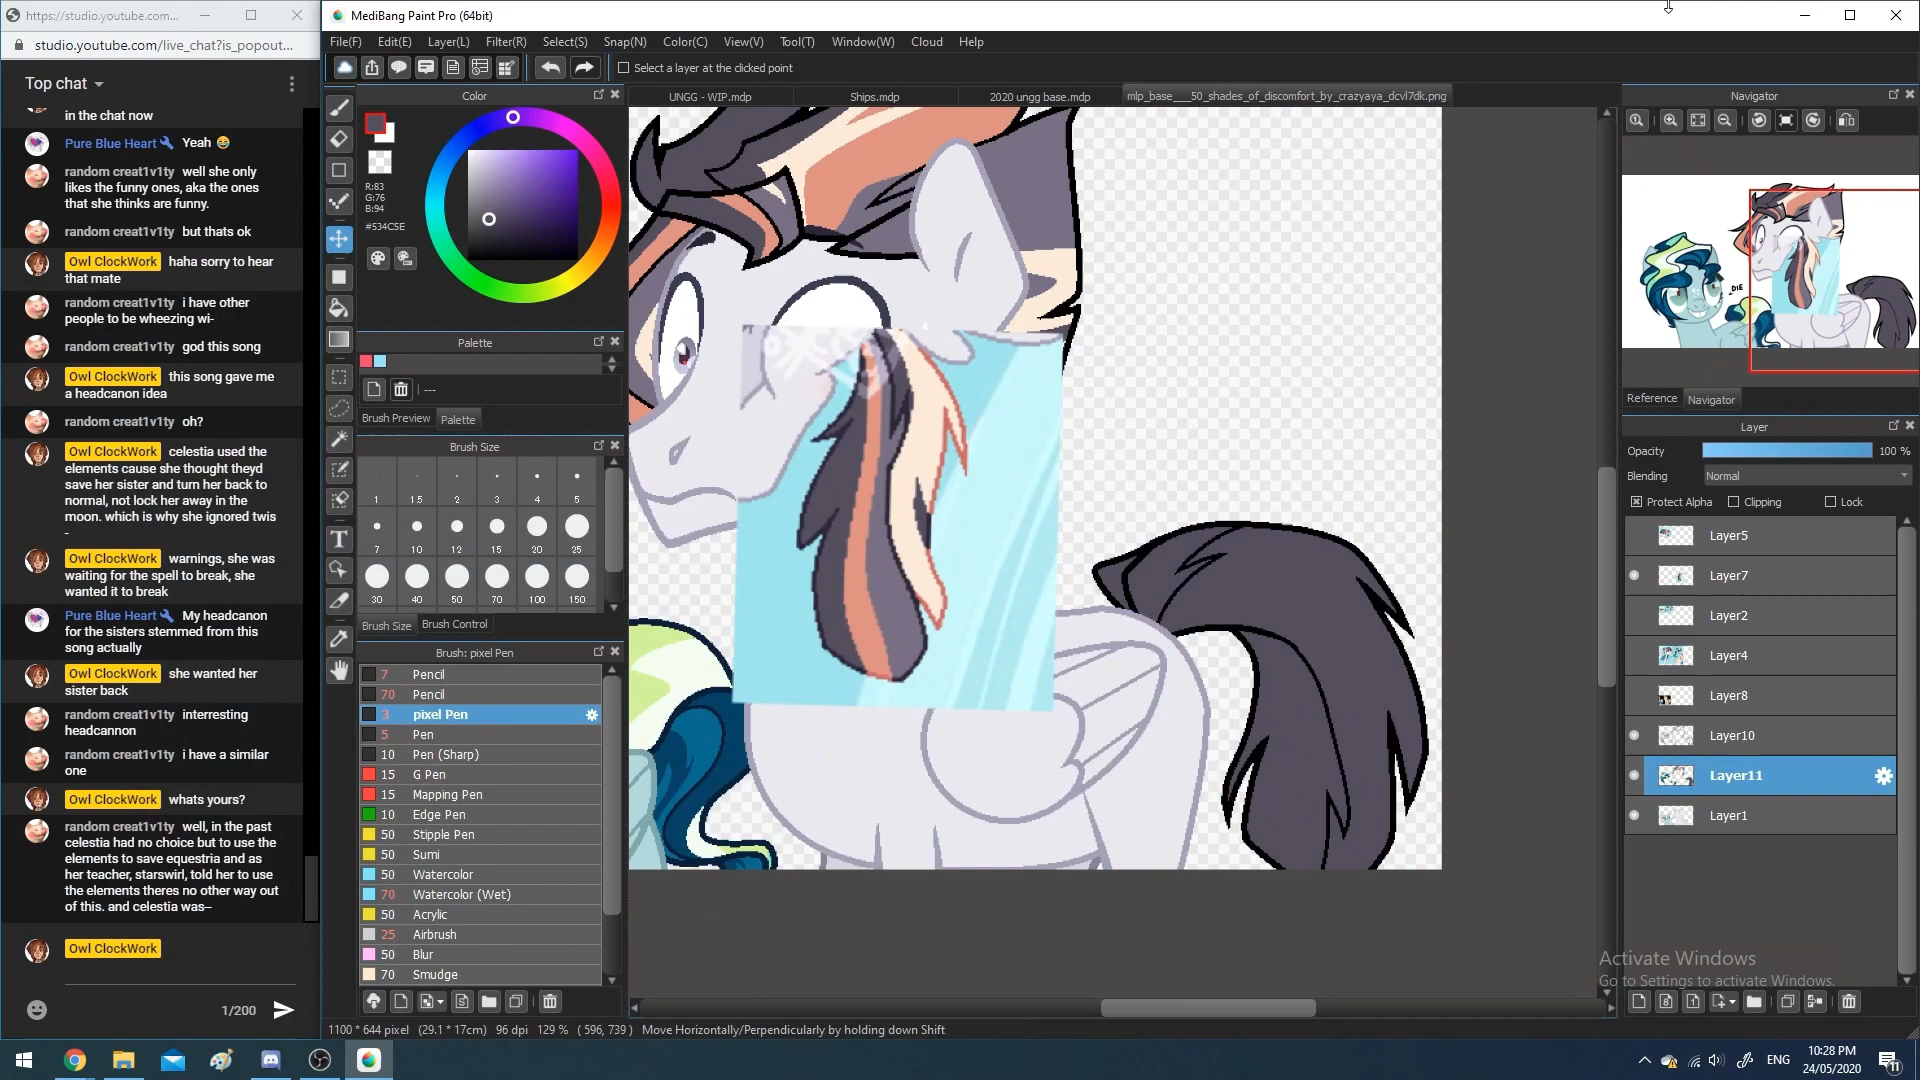 https://studio.youtube.com...
studio.youtube.com/live_chat?is_popout...
Top chat
in the chat now
Pure Blue Heart Yeah 😂
random creat1v1ty well she only
likes the funny ones, aka the ones
that she thinks are funny.
random creat1v1ty but thats ok
Owl ClockWork haha sorry to hear
that mate
random creat1v1ty i have other
people to be wheezing wi-
random creat1v1ty god this song
Owl ClockWork this song gave me
a headcanon idea
random creat1v1ty oh?
Owl ClockWork celestia used the
elements cause she thought theyd
save her sister and turn her back to
normal, not lock her away in the
moon. which is why she ignored twis
-
Owl ClockWork warnings, she was
waiting for the spell to break, she
wanted it to break
Pure Blue Heart My headcanon
for the sisters stemmed from this
song actually
Owl ClockWork she wanted her
sister back
random creat1v1ty interresting
headcannon
random creat1v1ty i have a similar
one
Owl ClockWork whats yours?
random creat1v1ty well, in the past
celestia had no choice but to use the
elements to save equestria and as
her teacher, starswirl, told her to use
the elements theres no other way out
of this. and celestia was--
Owl ClockWork
1/200
MediBang Paint Pro (64bit)
File(F) Edit(E) Layer(L) Filter(R) Select(S) Snap(N) Color(C) View(V) Tool(T) Window(W) Cloud Help
Select a layer at the clicked point
UNGG - WIP.mdp Ships.mdp 2020 ungg base.mdp mlp_base___50_shades_of_discomfort_by_crazyaya_dcvl7dk.png
Color
R:83
G:76
B:94
#534C5E
Palette
---
Brush Preview Palette
Brush Size
1 1.5 2 3 4 5
7 10 12 15 20 25
30 40 50 70 100 150
Brush Size Brush Control
Brush: pixel Pen
7 Pencil
70 Pencil
3 pixel Pen
5 Pen
10 Pen (Sharp)
15 G Pen
15 Mapping Pen
10 Edge Pen
50 Stipple Pen
50 Sumi
50 Watercolor
70 Watercolor (Wet)
50 Acrylic
25 Airbrush
50 Blur
70 Smudge
Navigator
DIE
Reference Navigator
Layer
Opacity 100 %
Blending Normal
Protect Alpha Clipping Lock
Layer5
Layer7
Layer2
Layer4
Layer8
Layer10
Layer11
Layer1
Activate Windows
Go to Settings to activate Windows.
1100 * 644 pixel (29.1 * 17cm) 96 dpi 129 % ( 596, 739 ) Move Horizontally/Perpendicularly by holding down Shift
ENG
10:28 PM
24/05/2020
11